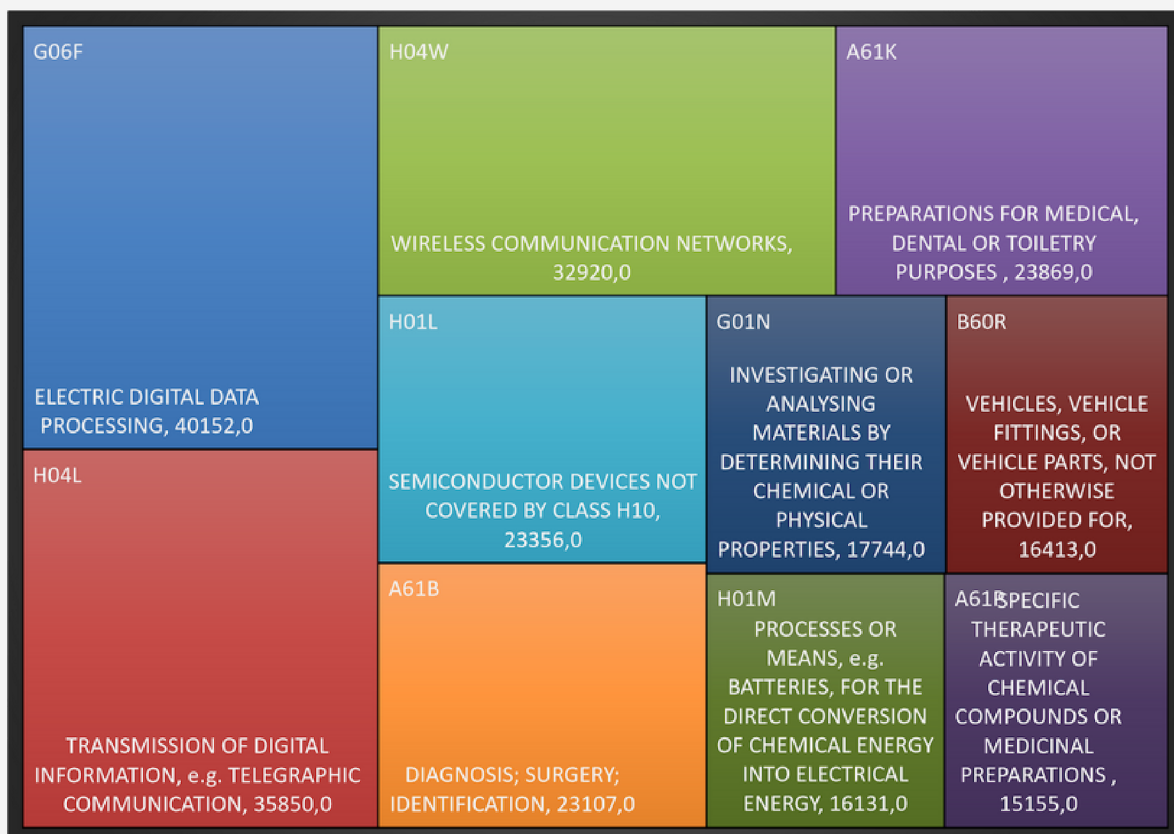 G06F
ELECTRIC DIGITAL DATA
PROCESSING, 40152,0
H04W
WIRELESS COMMUNICATION NETWORKS,
32920,0
A61K
PREPARATIONS FOR MEDICAL,
DENTAL OR TOILETRY
PURPOSES , 23869,0
H04L
TRANSMISSION OF DIGITAL
INFORMATION, e.g. TELEGRAPHIC
COMMUNICATION, 35850,0
H01L
SEMICONDUCTOR DEVICES NOT
COVERED BY CLASS H10,
23356,0
A61B
DIAGNOSIS; SURGERY;
IDENTIFICATION, 23107,0
G01N
INVESTIGATING OR
ANALYSING
MATERIALS BY
DETERMINING THEIR
CHEMICAL OR
PHYSICAL
PROPERTIES, 17744,0
B60R
VEHICLES, VEHICLE
FITTINGS, OR
VEHICLE PARTS, NOT
OTHERWISE
PROVIDED FOR,
16413,0
H01M
PROCESSES OR
MEANS, e.g.
BATTERIES, FOR THE
DIRECT CONVERSION
OF CHEMICAL ENERGY
INTO ELECTRICAL
ENERGY, 16131,0
A61P
SPECIFIC
THERAPEUTIC
ACTIVITY OF
CHEMICAL
COMPOUNDS OR
MEDICINAL
PREPARATIONS ,
15155,0